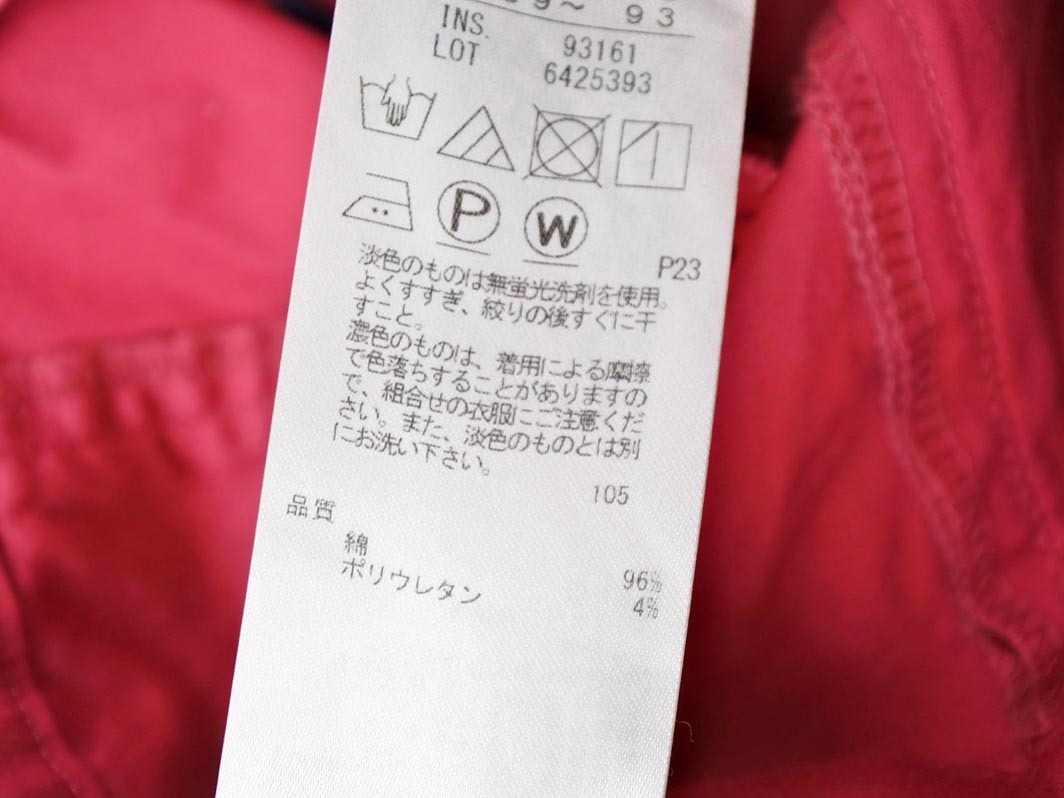 9～ 93
INS. 93161
LOT 6425393
P W
P23
淡色のものは無蛍光洗剤を使用。
よくすすぎ、絞りの後すぐに干
すこと。
濃色のものは、着用による摩擦
で色落ちすることがありますの
で、組合せの衣服にご注意くだ
さい。また、淡色のものとは別
にお洗い下さい。
105
品質
綿 96%
ポリウレタン 4%